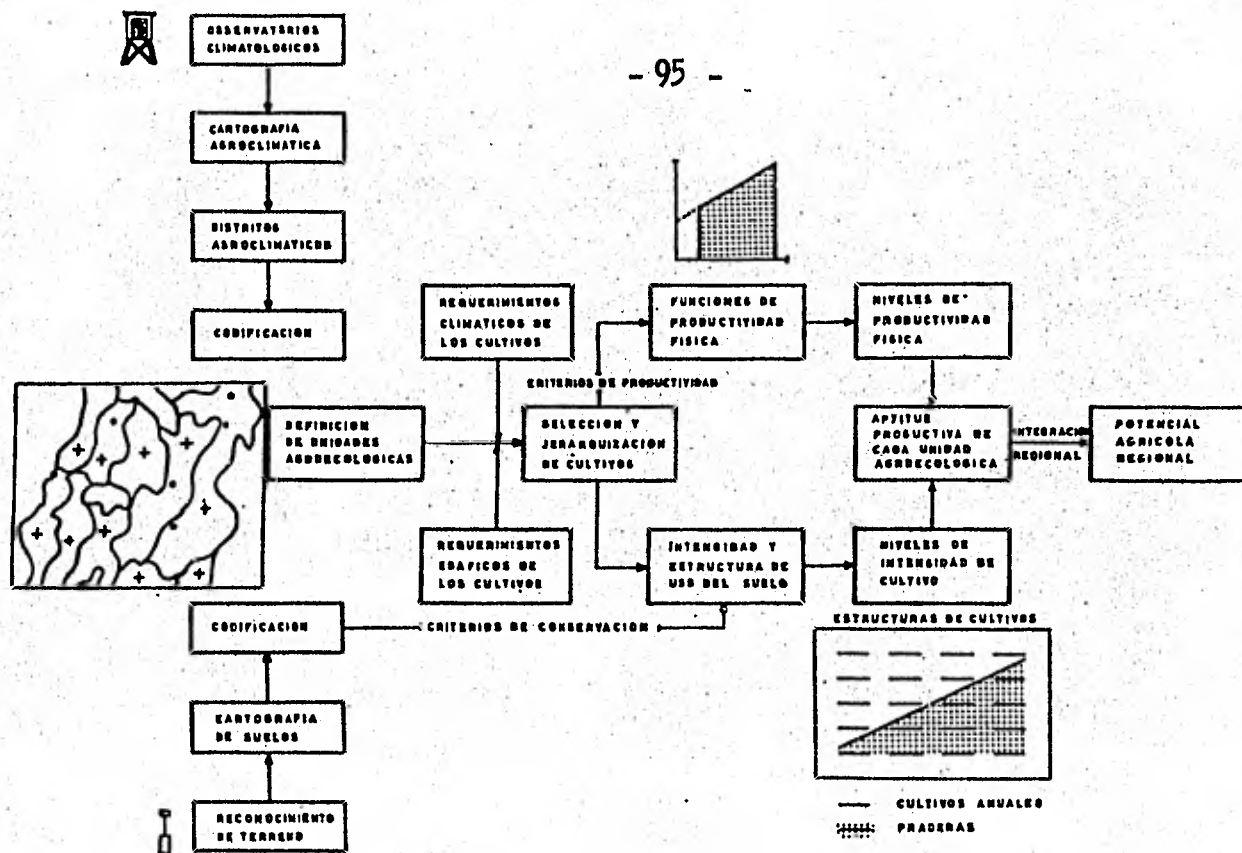 - 95 -
OBSERVATORIOS
CLIMATOLOGICOS
CARTOGRAFIA
AGROCLIMATICA
DISTRITOS
AGROCLIMATICOS
CODIFICACION
REQUERIMIENTOS
CLIMATICOS DE
LOS CULTIVOS
FUNCIONES DE
PRODUCTIVIDAD
FISICA
NIVELES DE
PRODUCTIVIDAD
FISICA
CRITERIOS DE PRODUCTIVIDAD
DEFINICION
DE UNIDADES
AGROECOLOGICAS
SELECCION Y
JERARQUIZACION
DE CULTIVOS
APTITUD
PRODUCTIVA DE
CADA UNIDAD
AGROECOLOGICA
INTEGRACION
REGIONAL
POTENCIAL
AGRICOLA
REGIONAL
REQUERIMIENTOS
EDAFICOS DE
LOS CULTIVOS
INTENSIDAD Y
ESTRUCTURA DE
USO DEL SUELO
NIVELES DE
INTENSIDAD DE
CULTIVO
CODIFICACION
CRITERIOS DE CONSERVACION
ESTRUCTURAS DE CULTIVOS
CARTOGRAFIA
DE SUELOS
RECONOCIMIENTO
DE TERRENO
CULTIVOS ANUALES
PRADERAS